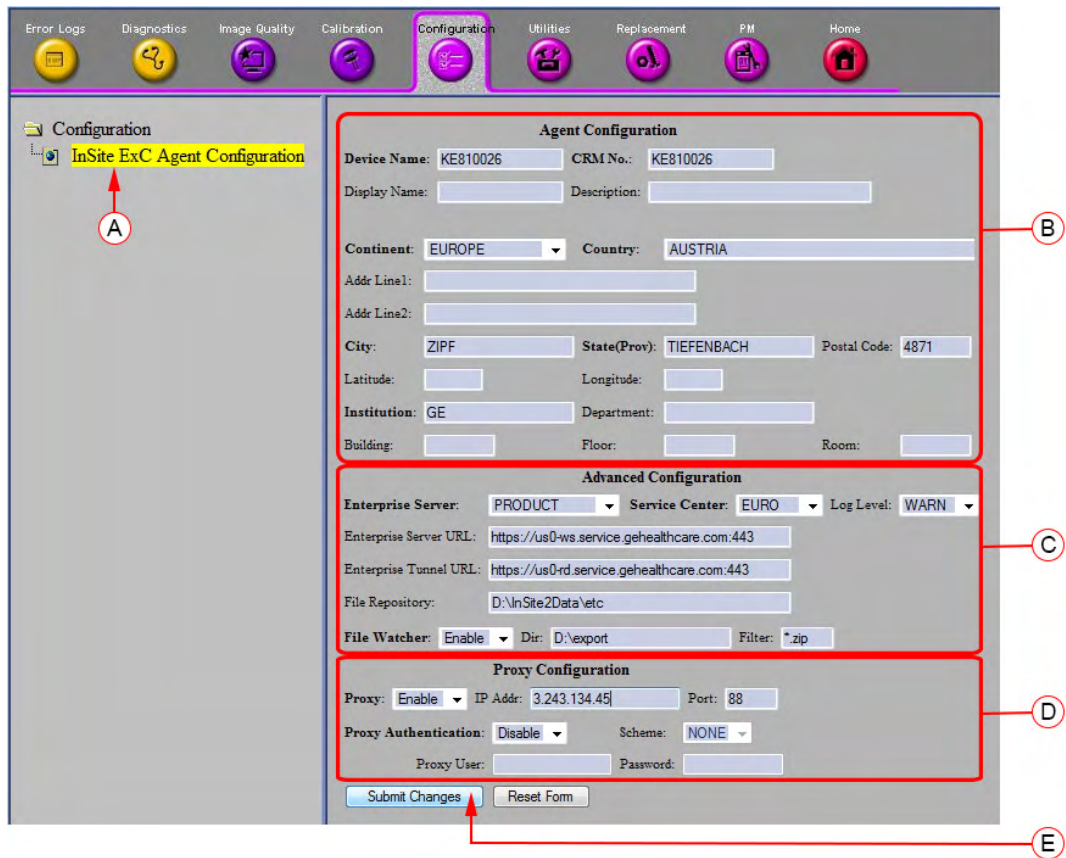 Error Logs Diagnostics Image Quality Calibration Configuration Utilities Replacement PM Home
Configuration
InSite ExC Agent Configuration
A
Agent Configuration
Device Name: KE810026 CRM No.: KE810026
Display Name: Description:
B
Continent: EUROPE Country: AUSTRIA
Addr Line1:
Addr Line2:
City: ZIPF State(Prov): TIEFENBACH Postal Code: 4871
Latitude: Longitude:
Institution: GE Department:
Building: Floor: Room:
Advanced Configuration
Enterprise Server: PRODUCT Service Center: EURO Log Level: WARN
Enterprise Server URL: https://us0-ws.service.gehealthcare.com:443
C
Enterprise Tunnel URL: https://us0-rd.service.gehealthcare.com:443
File Repository: D:\InSite2Data\etc
File Watcher: Enable Dir: D:\export Filter: *.zip
Proxy Configuration
Proxy: Enable IP Addr: 3.243.134.45 Port: 88
D
Proxy Authentication: Disable Scheme: NONE
Proxy User: Password:
Submit Changes Reset Form
E